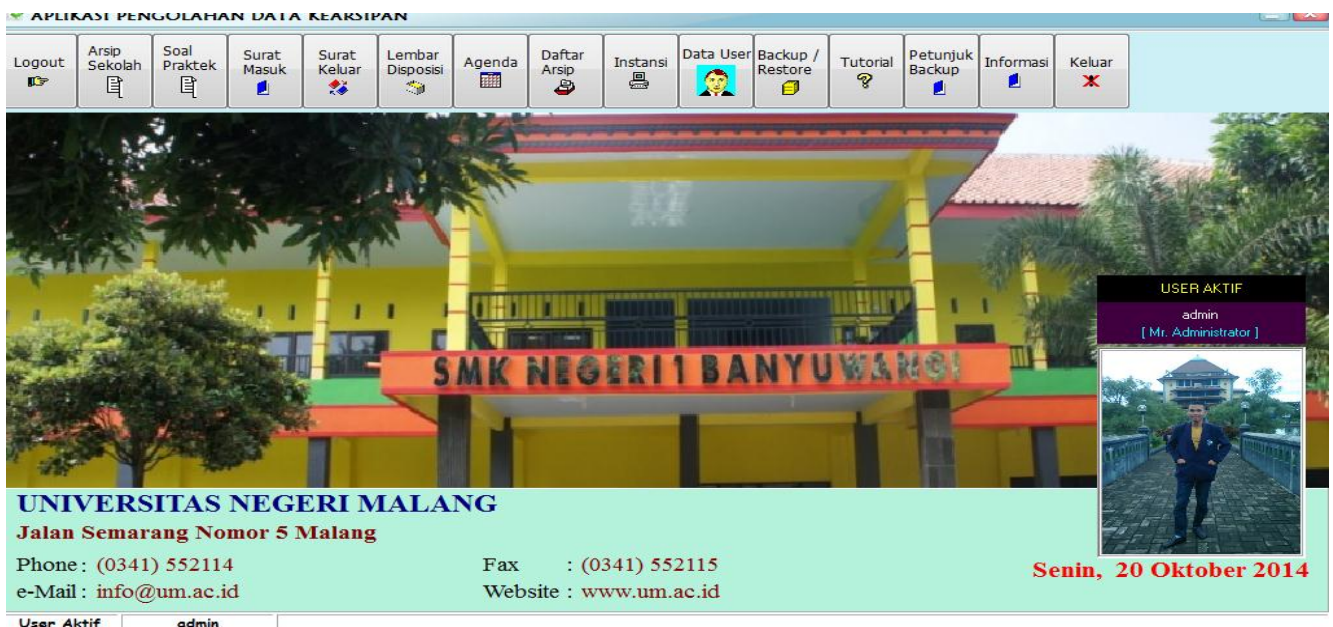 APLIKASI PENGOLAHAN DATA KEARSIPAN
Logout
Arsip
Sekolah
Soal
Praktek
Surat
Masuk
Surat
Keluar
Lembar
Disposisi
Agenda
Daftar
Arsip
Instansi
Data User
Backup /
Restore
Tutorial
Petunjuk
Backup
Informasi
Keluar
SMK NEGERI 1 BANYUWANGI
USER AKTIF
admin
[ Mr. Administrator ]
UNIVERSITAS NEGERI MALANG
Jalan Semarang Nomor 5 Malang
Phone : (0341) 552114
Fax : (0341) 552115
e-Mail : info@um.ac.id
Website : www.um.ac.id
Senin, 20 Oktober 2014
User Aktif
admin